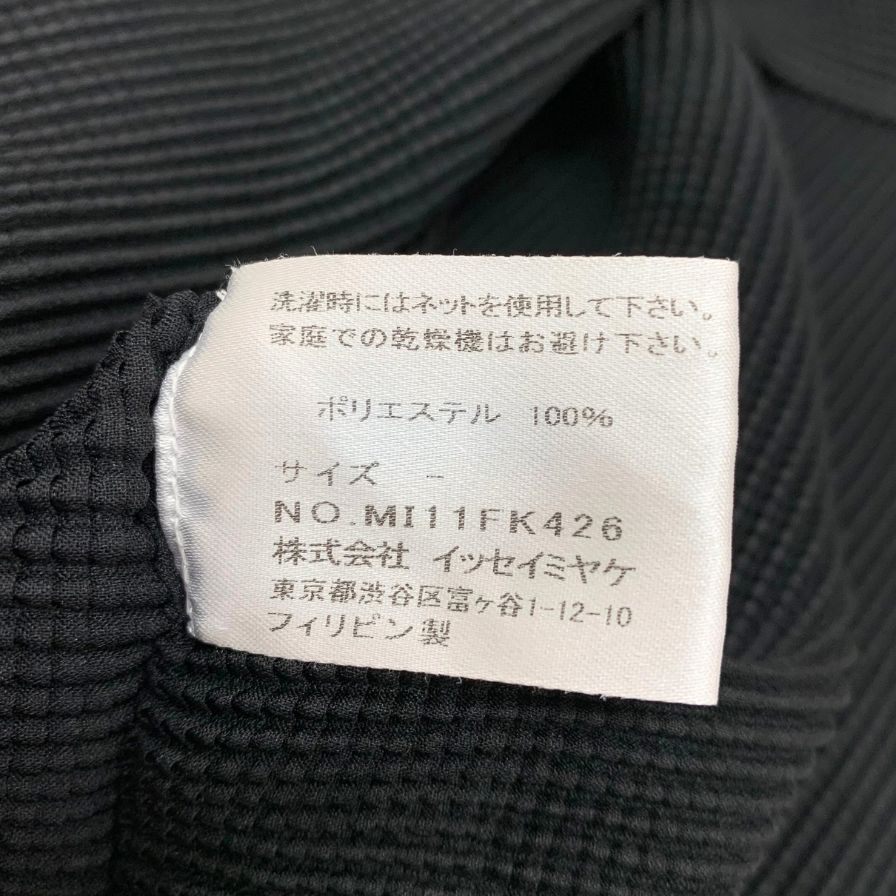 洗濯時にはネットを使用して下さい。
家庭での乾燥機はお避け下さい。
ポリエステル 100%
サイズ -
NO.MI11FK426
株式会社 イッセイミヤケ
東京都渋谷区富ヶ谷1-12-10
フィリピン製